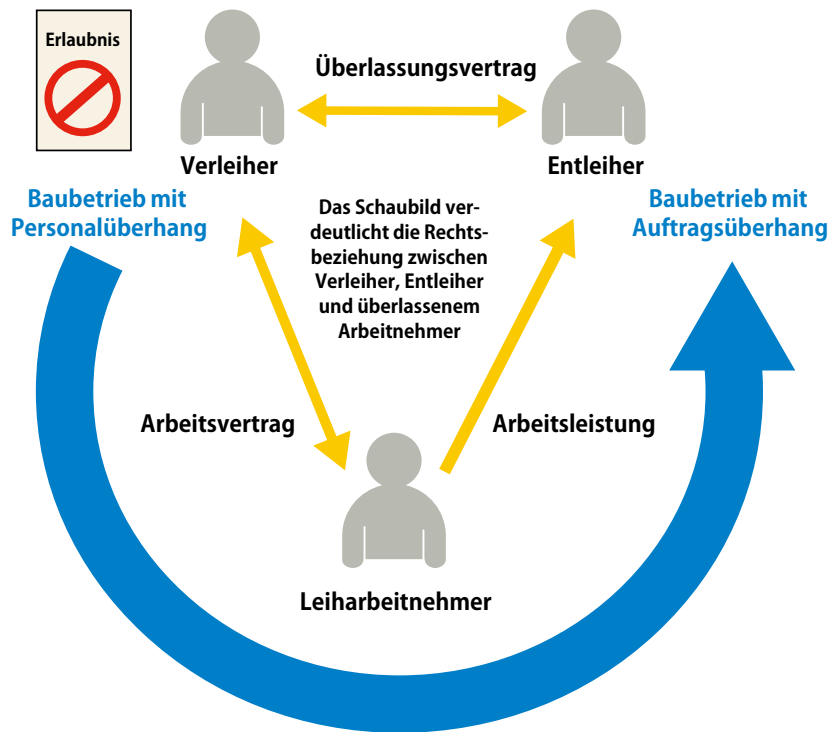 Erlaubnis
Überlassungsvertrag
Verleiher
Entleiher
Baubetrieb mit
Personalüberhang
Das Schaubild ver-
deutlicht die Rechts-
beziehung zwischen
Verleiher, Entleiher
und überlassenem
Arbeitnehmer
Baubetrieb mit
Auftragsüberhang
Arbeitsvertrag
Arbeitsleistung
Leiharbeitnehmer